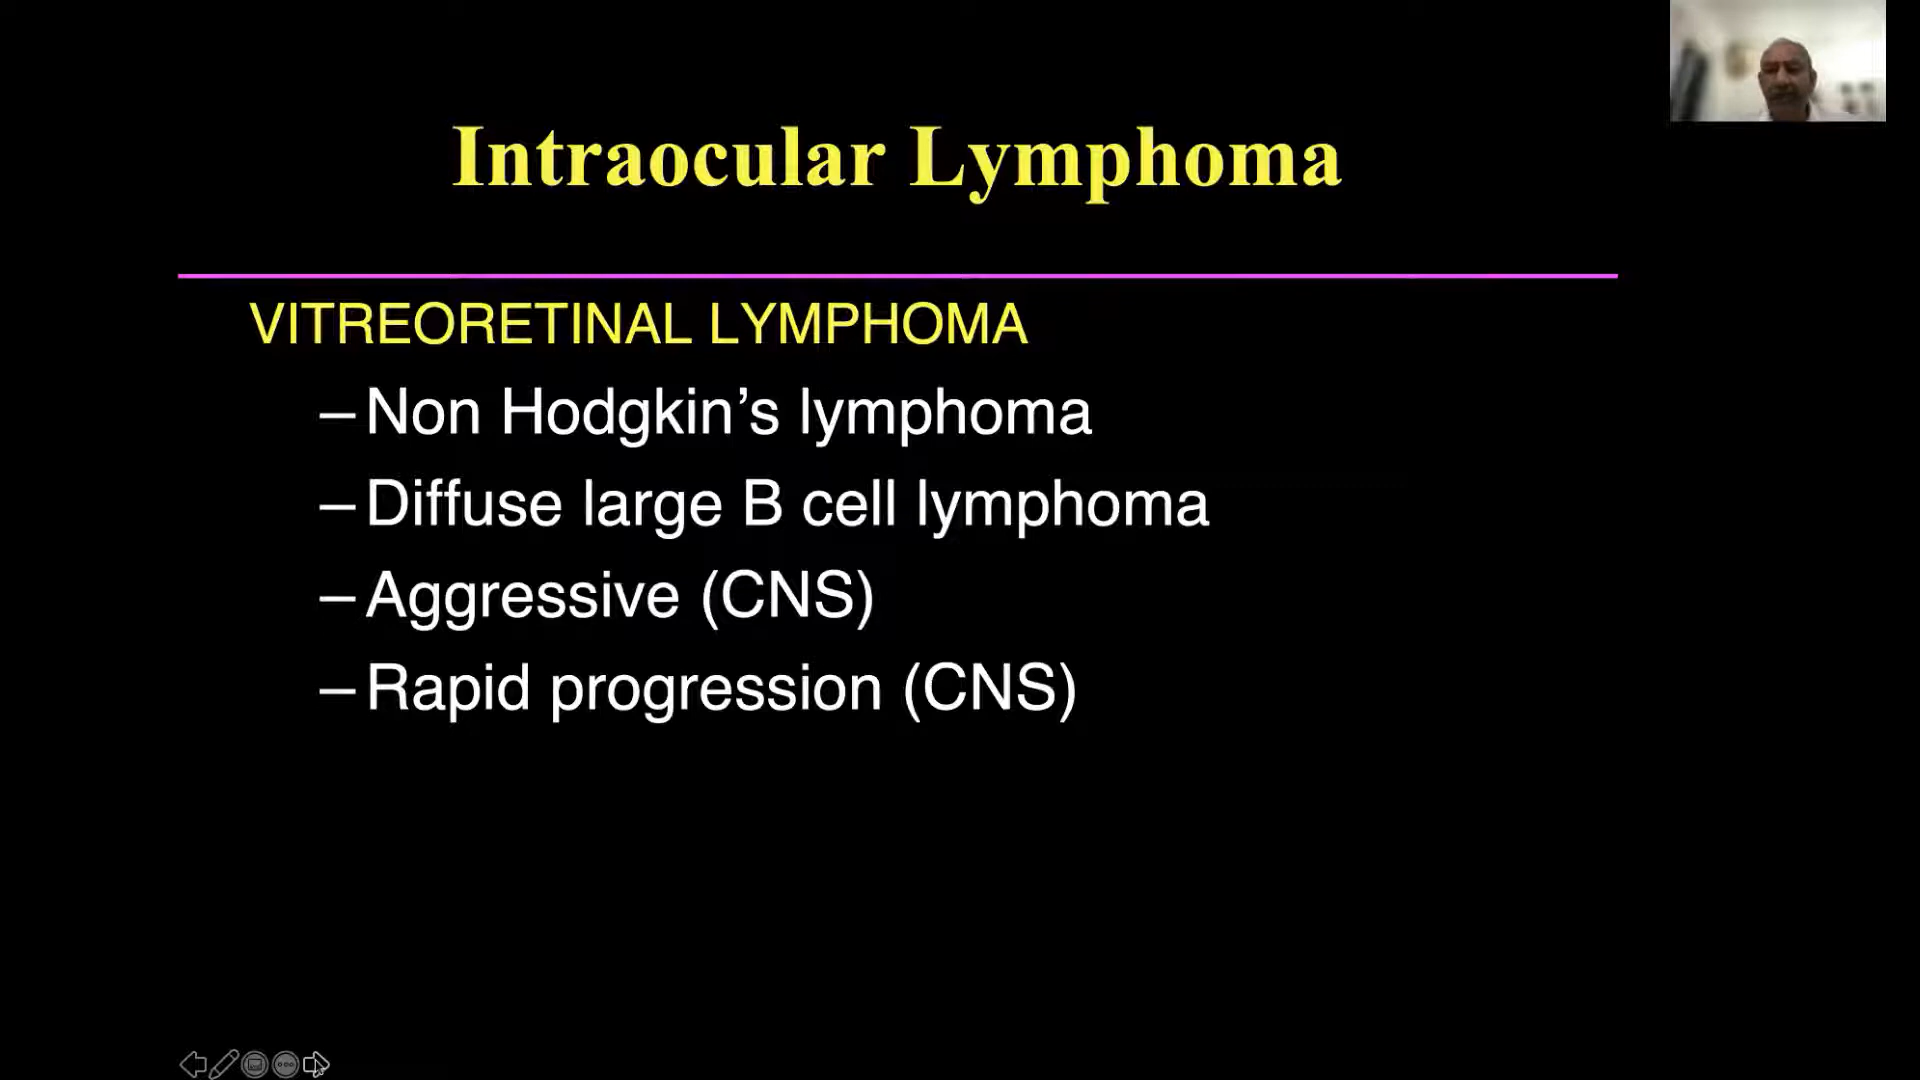 Intraocular Lymphoma
VITREORETINAL LYMPHOMA
–Non Hodgkin’s lymphoma
–Diffuse large B cell lymphoma
–Aggressive (CNS)
–Rapid progression (CNS)